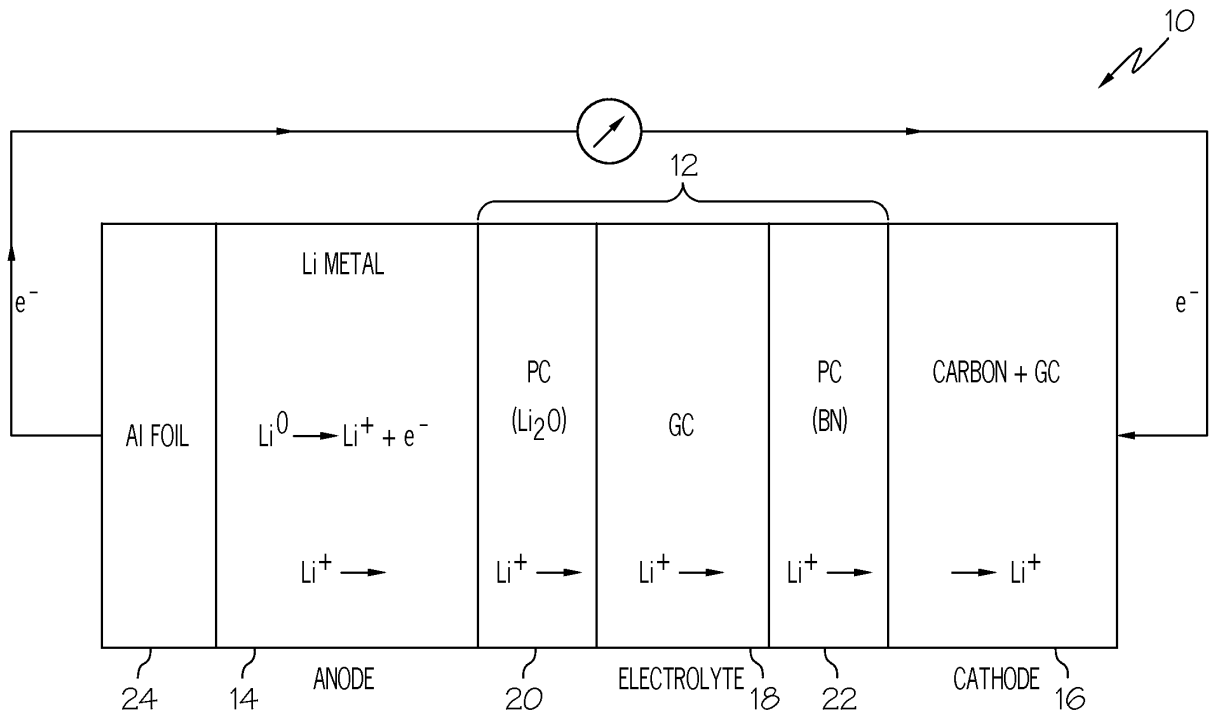 10
12
e⁻
e⁻
Li METAL
PC
(Li₂O)
GC
PC
(BN)
CARBON + GC
Al FOIL
Li⁰ → Li⁺ + e⁻
Li⁺ →
Li⁺ →
Li⁺ →
Li⁺ →
→ Li⁺
ANODE
ELECTROLYTE
CATHODE
24
14
20
18
22
16